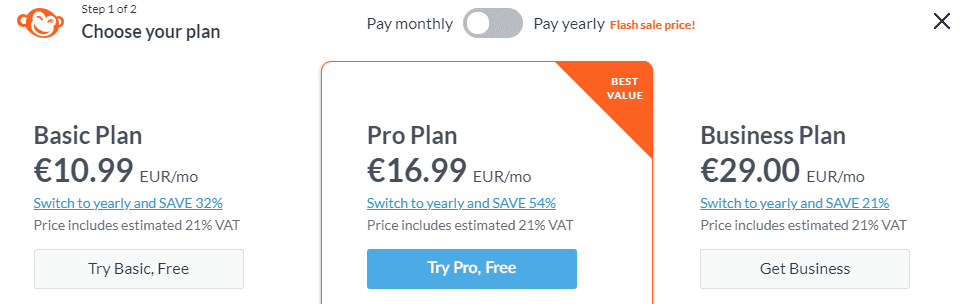 Step 1 of 2
Choose your plan
Pay monthly
Pay yearly Flash sale price!
BEST
VALUE
Basic Plan
€10.99 EUR/mo
Switch to yearly and SAVE 32%
Price includes estimated 21% VAT
Try Basic, Free
Pro Plan
€16.99 EUR/mo
Switch to yearly and SAVE 54%
Price includes estimated 21% VAT
Try Pro, Free
Business Plan
€29.00 EUR/mo
Switch to yearly and SAVE 21%
Price includes estimated 21% VAT
Get Business